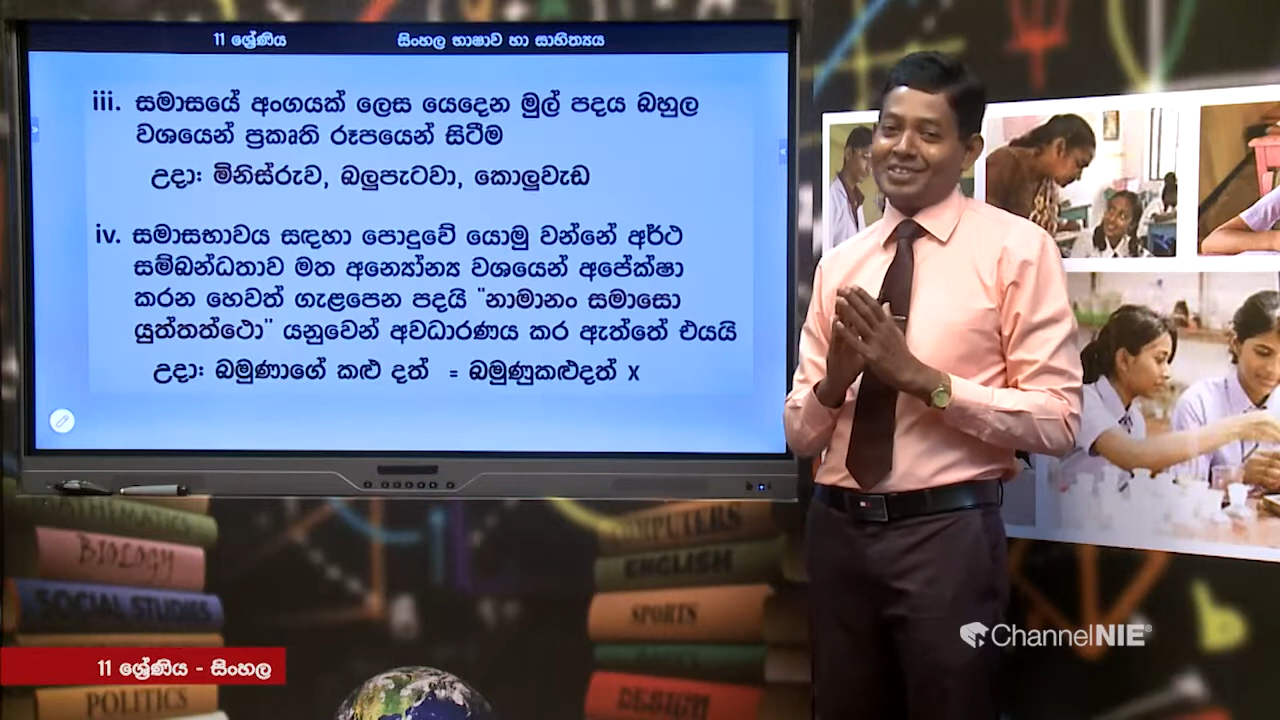 11 ශ්‍රේණිය
සිංහල භාෂාව හා සාහිත්‍යය
iii. සමාසයේ අංගයක් ලෙස යෙදෙන මුල් පදය බහුල
වශයෙන් ප්‍රකෘති රූපයෙන් සිටීම
උදා: මිනිස්රුව, බලුපැටවා, කොලුවැඩ
iv. සමාසභාවය සඳහා පොදුවේ යොමු වන්නේ අර්ථ
සම්බන්ධතාව මත අන්‍යෝන්‍ය වශයෙන් අපේක්ෂා
කරන හෙවත් ගැළපෙන පදයි "නාමානං සමාසො
යුත්තත්ථො" යනුවෙන් අවධාරණය කර ඇත්තේ එයයි
උදා: බමුණාගේ කළු දත් = බමුණුකළුදත් X
MATHEMATICS
BIOLOGY
SOCIAL STUDIES
POLITICS
COMPUTERS
ENGLISH
SPORTS
DESIGN
ChannelNIE®
11 ශ්‍රේණිය - සිංහල